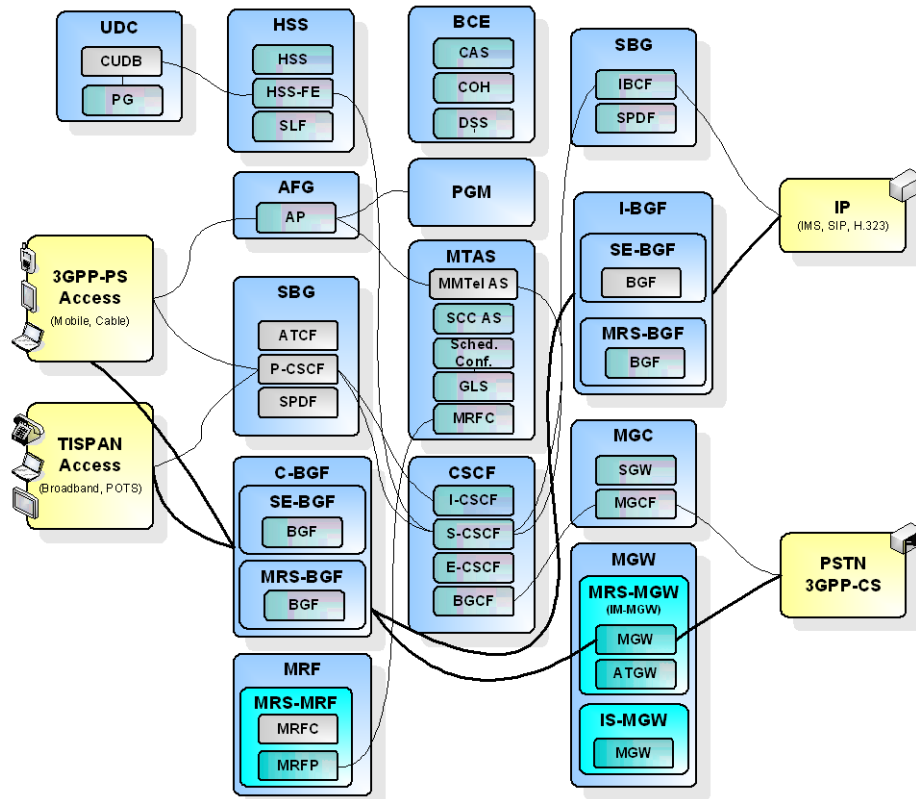 UDC
CUDB
PG
HSS
HSS
HSS-FE
SLF
BCE
CAS
COH
DSS
SBG
IBCF
SPDF
AFG
AP
PGM
3GPP-PS
Access
(Mobile, Cable)
TISPAN
Access
(Broadband, POTS)
SBG
ATCF
P-CSCF
SPDF
MTAS
MMTel AS
SCC AS
Sched.
Conf.
GLS
MRFC
I-BGF
SE-BGF
BGF
MRS-BGF
BGF
IP
(IMS, SIP, H.323)
C-BGF
SE-BGF
BGF
MRS-BGF
BGF
CSCF
I-CSCF
S-CSCF
E-CSCF
BGCF
MGC
SGW
MGCF
MGW
MRS-MGW
(IM-MGW)
MGW
ATGW
IS-MGW
MGW
PSTN
3GPP-CS
MRF
MRS-MRF
MRFC
MRFP